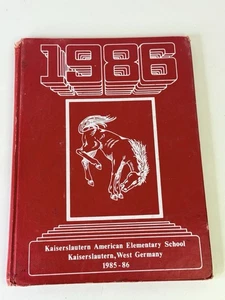 1986
Kaiserslautern American Elementary School
Kaiserslautern, West Germany
1985-86